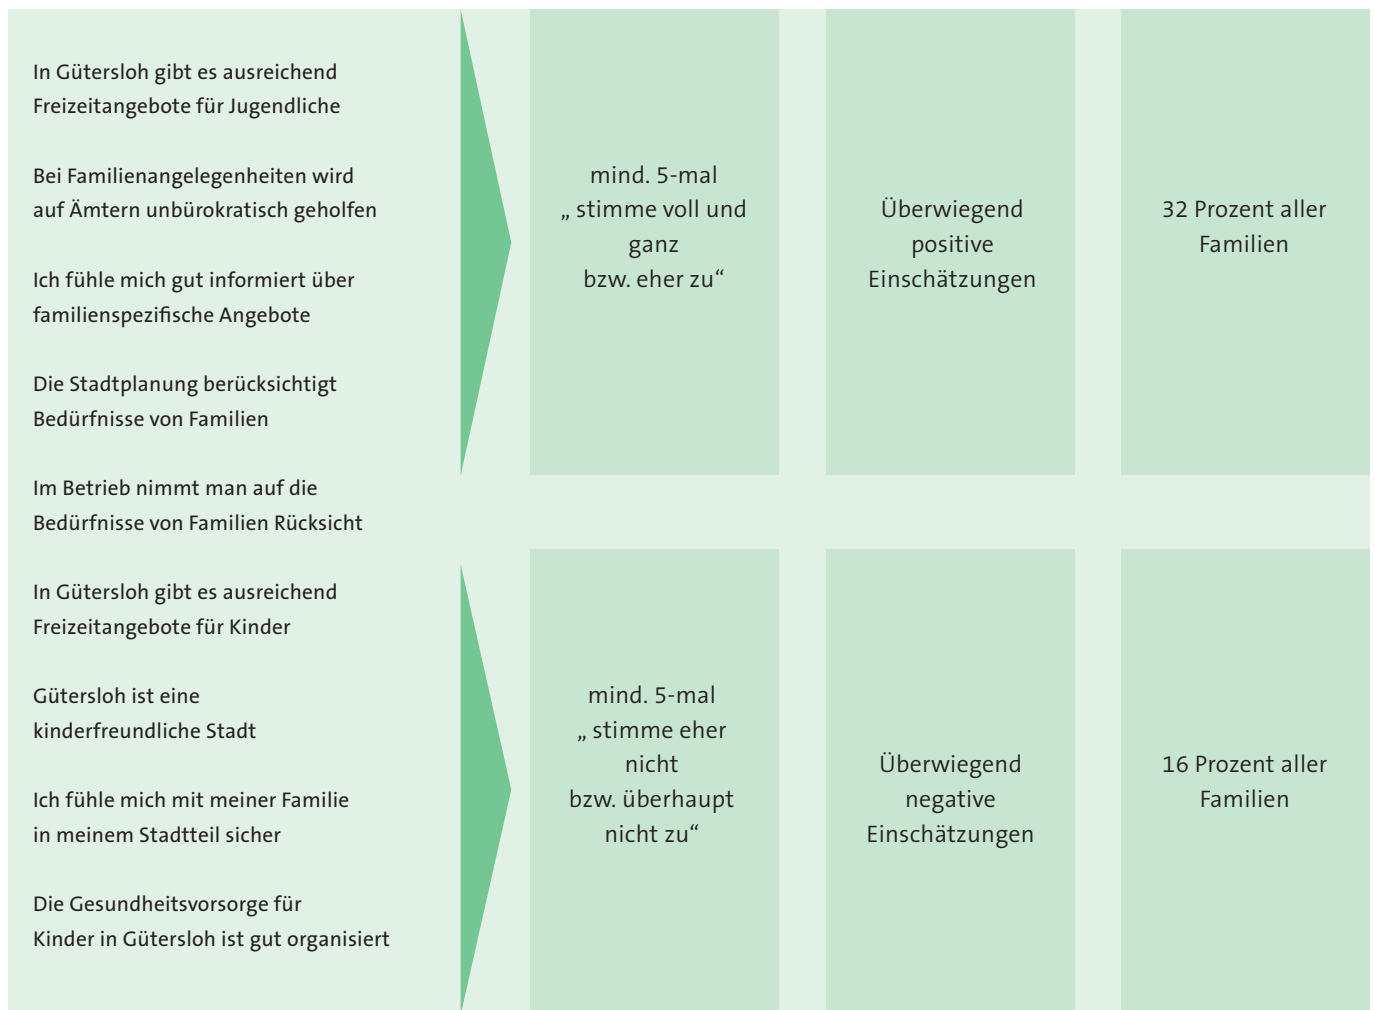 In Gütersloh gibt es ausreichend
Freizeitangebote für Jugendliche
Bei Familienangelegenheiten wird
auf Ämtern unbürokratisch geholfen
Ich fühle mich gut informiert über
familienspezifische Angebote
Die Stadtplanung berücksichtigt
Bedürfnisse von Familien
Im Betrieb nimmt man auf die
Bedürfnisse von Familien Rücksicht
In Gütersloh gibt es ausreichend
Freizeitangebote für Kinder
Gütersloh ist eine
kinderfreundliche Stadt
Ich fühle mich mit meiner Familie
in meinem Stadtteil sicher
Die Gesundheitsvorsorge für
Kinder in Gütersloh ist gut organisiert
mind. 5-mal
„ stimme voll und
ganz
bzw. eher zu“
Überwiegend
positive
Einschätzungen
32 Prozent aller
Familien
mind. 5-mal
„ stimme eher
nicht
bzw. überhaupt
nicht zu“
Überwiegend
negative
Einschätzungen
16 Prozent aller
Familien